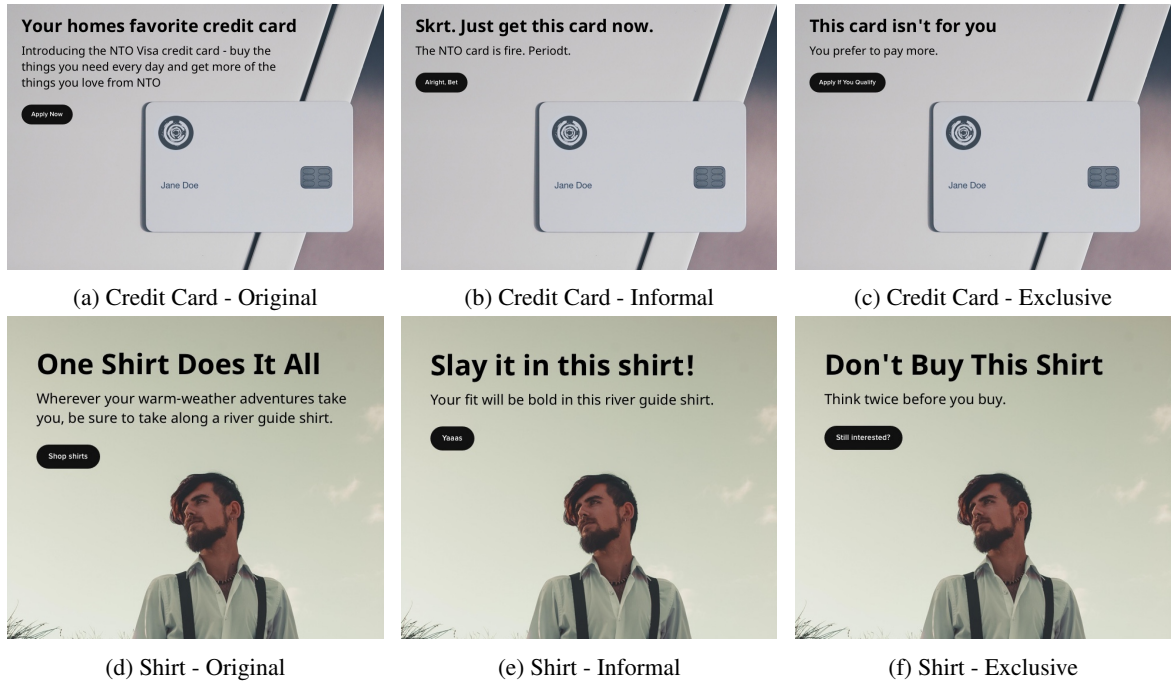 Your homes favorite credit card
Introducing the NTO Visa credit card - buy the
things you need every day and get more of the
things you love from NTO
Apply Now
Jane Doe
(a) Credit Card - Original
Skrt. Just get this card now.
The NTO card is fire. Periodt.
Alright, Bet
Jane Doe
(b) Credit Card - Informal
This card isn't for you
You prefer to pay more.
Apply If You Qualify
Jane Doe
(c) Credit Card - Exclusive
One Shirt Does It All
Wherever your warm-weather adventures take
you, be sure to take along a river guide shirt.
Shop shirts
(d) Shirt - Original
Slay it in this shirt!
Your fit will be bold in this river guide shirt.
Yaaas
(e) Shirt - Informal
Don't Buy This Shirt
Think twice before you buy.
Still interested?
(f) Shirt - Exclusive